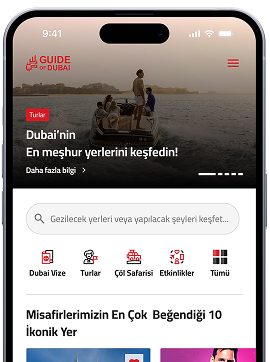 9:41
GUIDE
OF DUBAI
Turlar
Dubai'nin
En meşhur yerlerini keşfedin!
Daha fazla bilgi
Gezilecek yerleri veya yapılacak şeyleri keşfet...
Dubai Vize Turlar Çöl Safarisi Etkinlikler Tümü
Misafirlerimizin En Çok Beğendiği 10
İkonik Yer